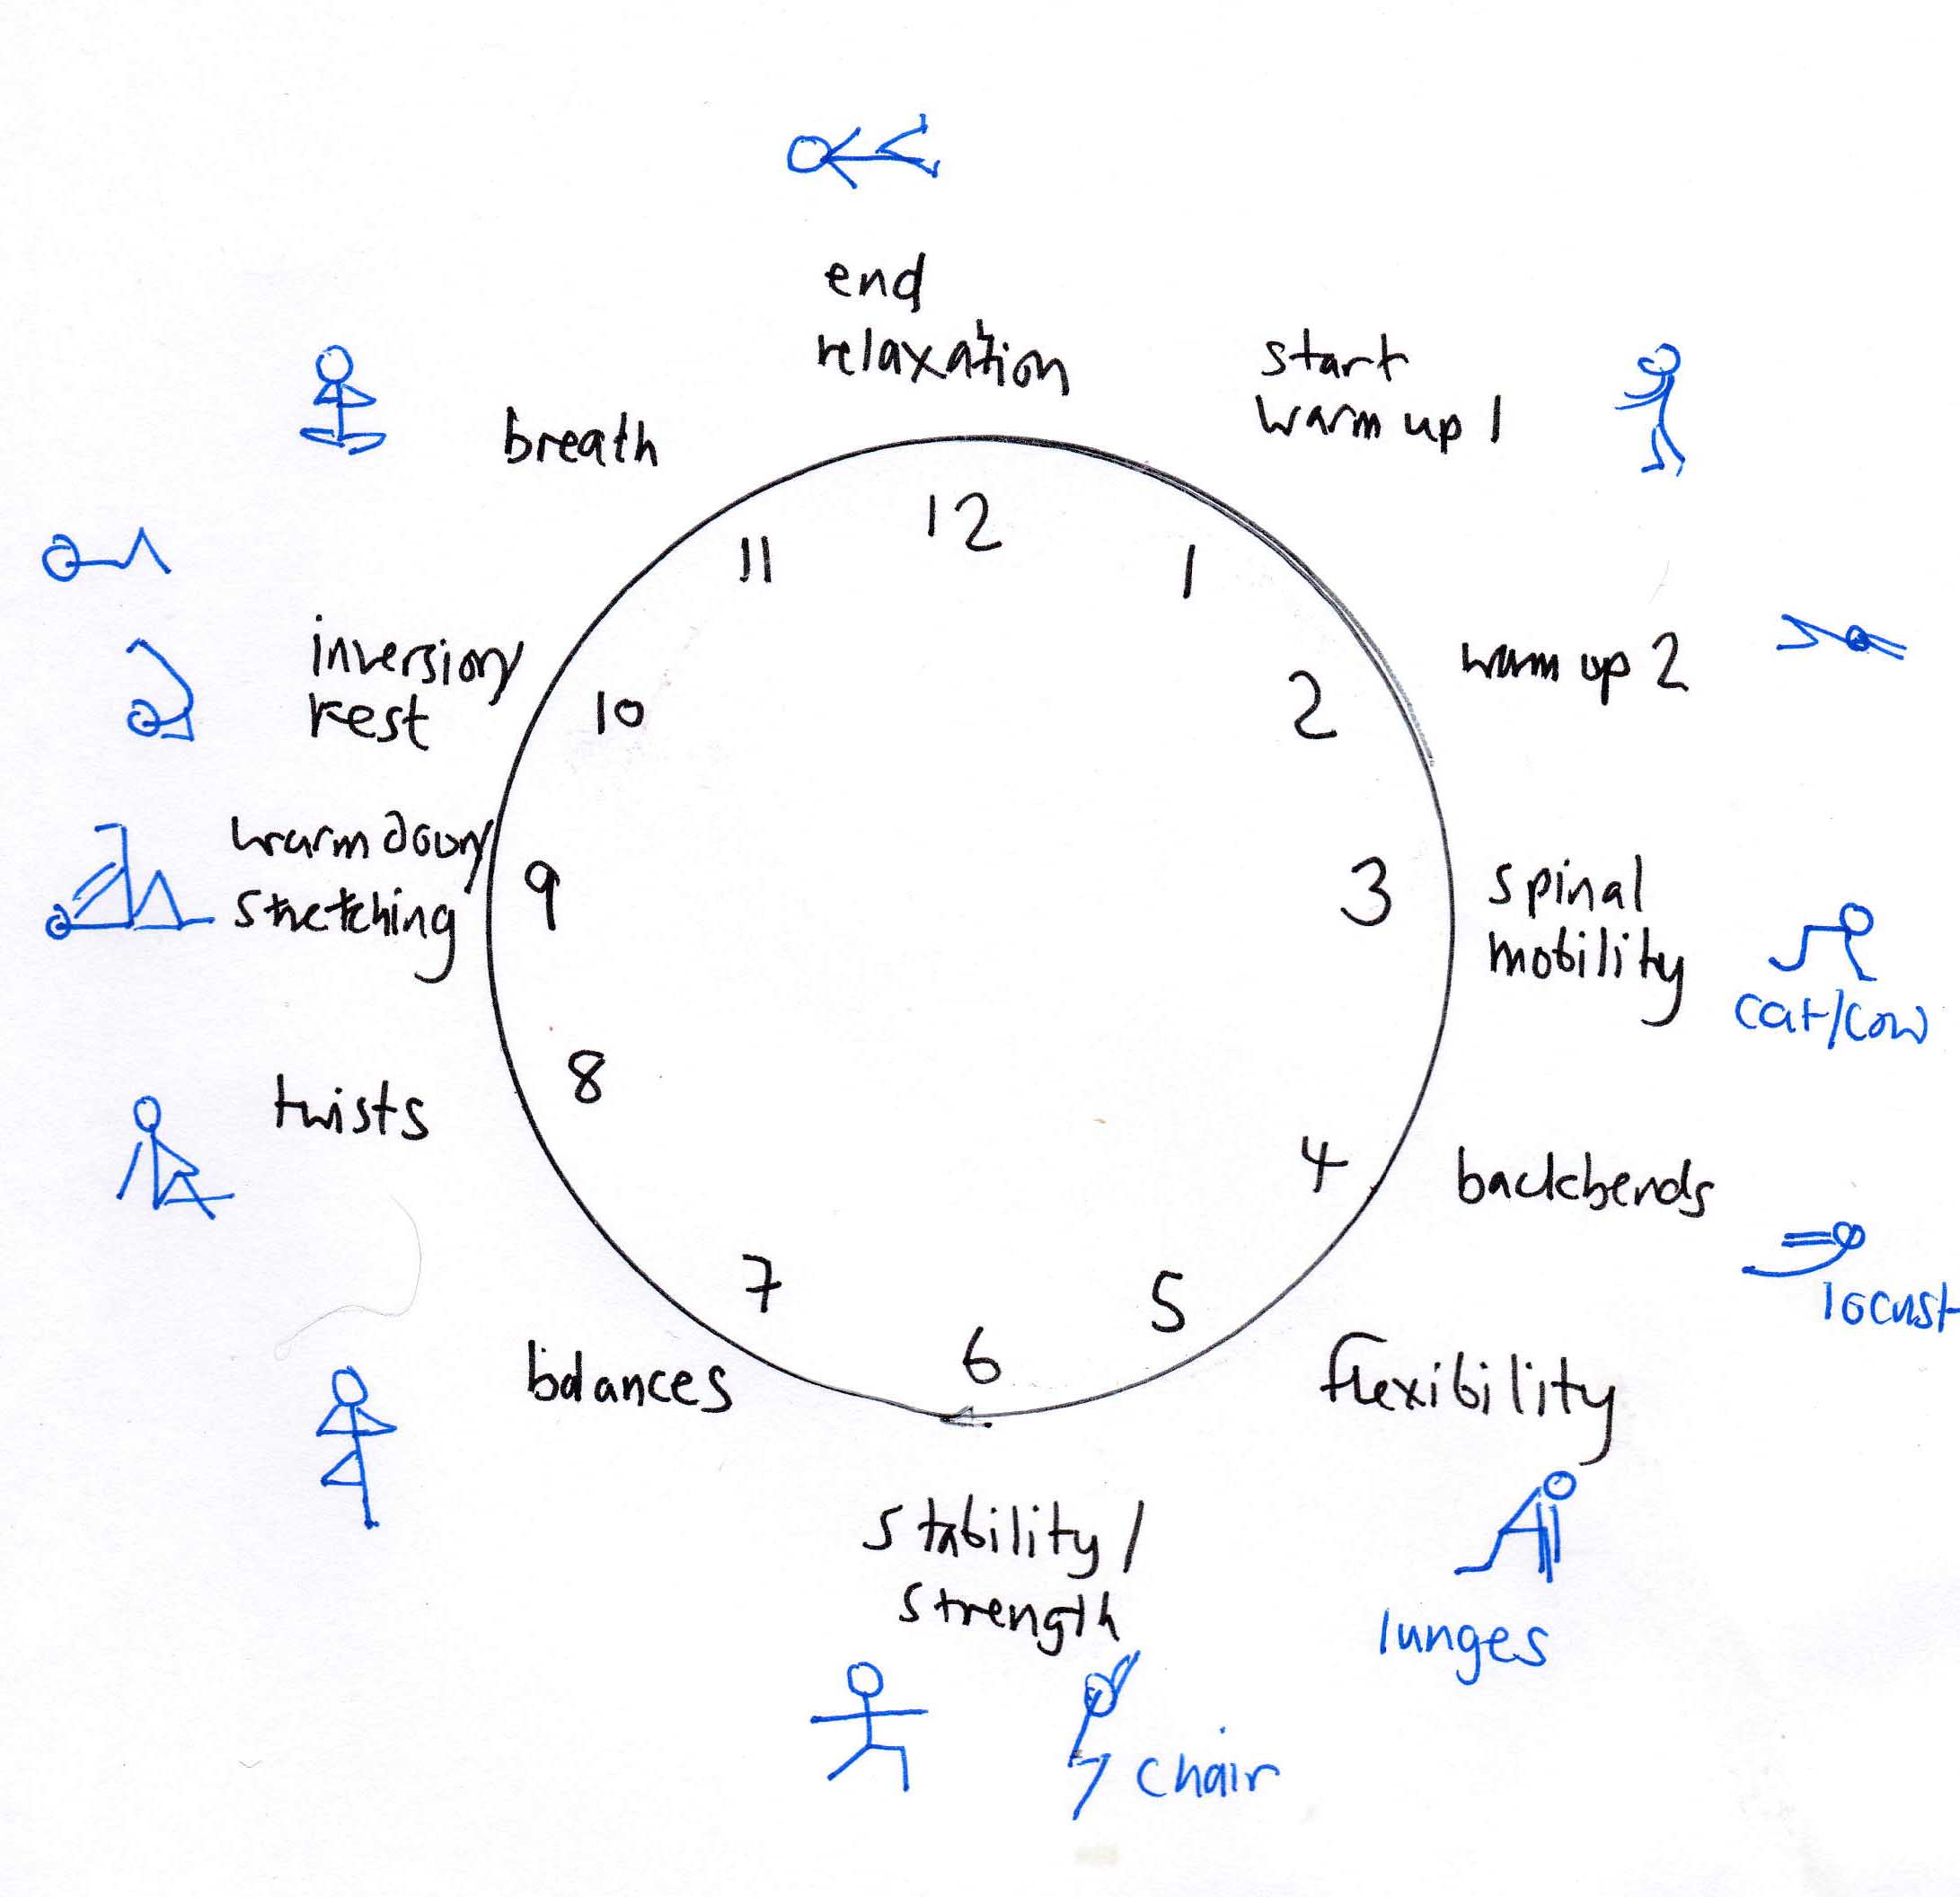 end
relaxation
start
warm up 1
breath
12
11
1
inversion/
rest
10
2
warm up 2
warm down/
stretching
9
3
spinal
mobility
cat/cow
twists
8
4
backbends
locust
7
6
5
balances
flexibility
stability/
strength
lunges
chair